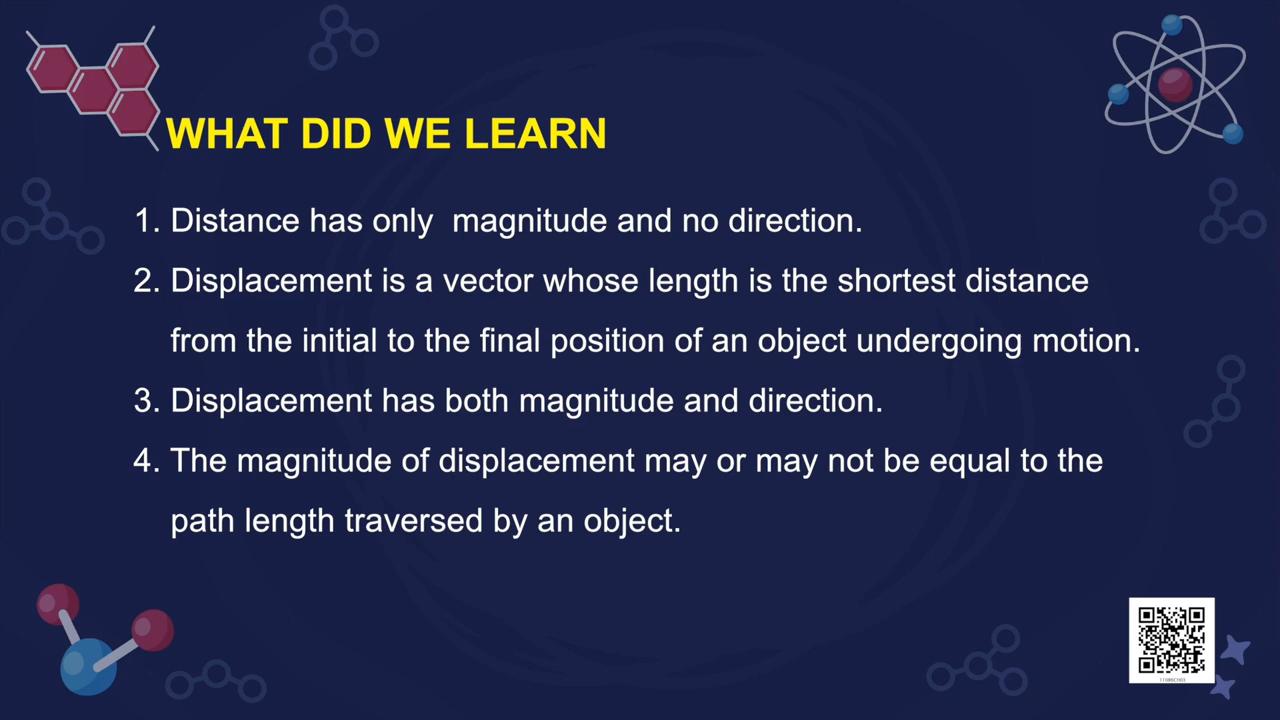 WHAT DID WE LEARN
1. Distance has only  magnitude and no direction.
2. Displacement is a vector whose length is the shortest distance
from the initial to the final position of an object undergoing motion.
3. Displacement has both magnitude and direction.
4. The magnitude of displacement may or may not be equal to the
path length traversed by an object.